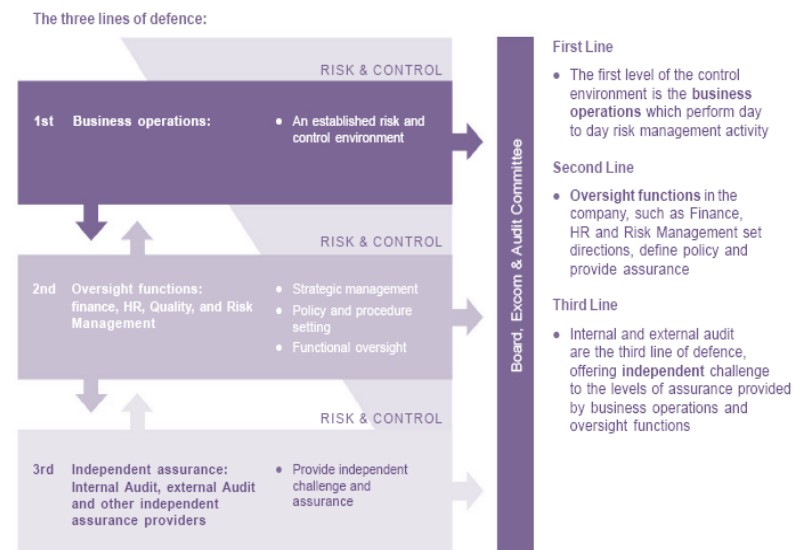 The three lines of defence:
RISK & CONTROL
1st Business operations:
• An established risk and
control environment
RISK & CONTROL
2nd Oversight functions:
finance, HR, Quality, and Risk
Management
• Strategic management
• Policy and procedure
setting
• Functional oversight
RISK & CONTROL
3rd Independent assurance:
Internal Audit, external Audit
and other independent
assurance providers
• Provide independent
challenge and
assurance
Board, Excom & Audit Committee
First Line
• The first level of the control
environment is the business
operations which perform day
to day risk management activity
Second Line
• Oversight functions in the
company, such as Finance,
HR and Risk Management set
directions, define policy and
provide assurance
Third Line
• Internal and external audit
are the third line of defence,
offering independent challenge
to the levels of assurance provided
by business operations and
oversight functions